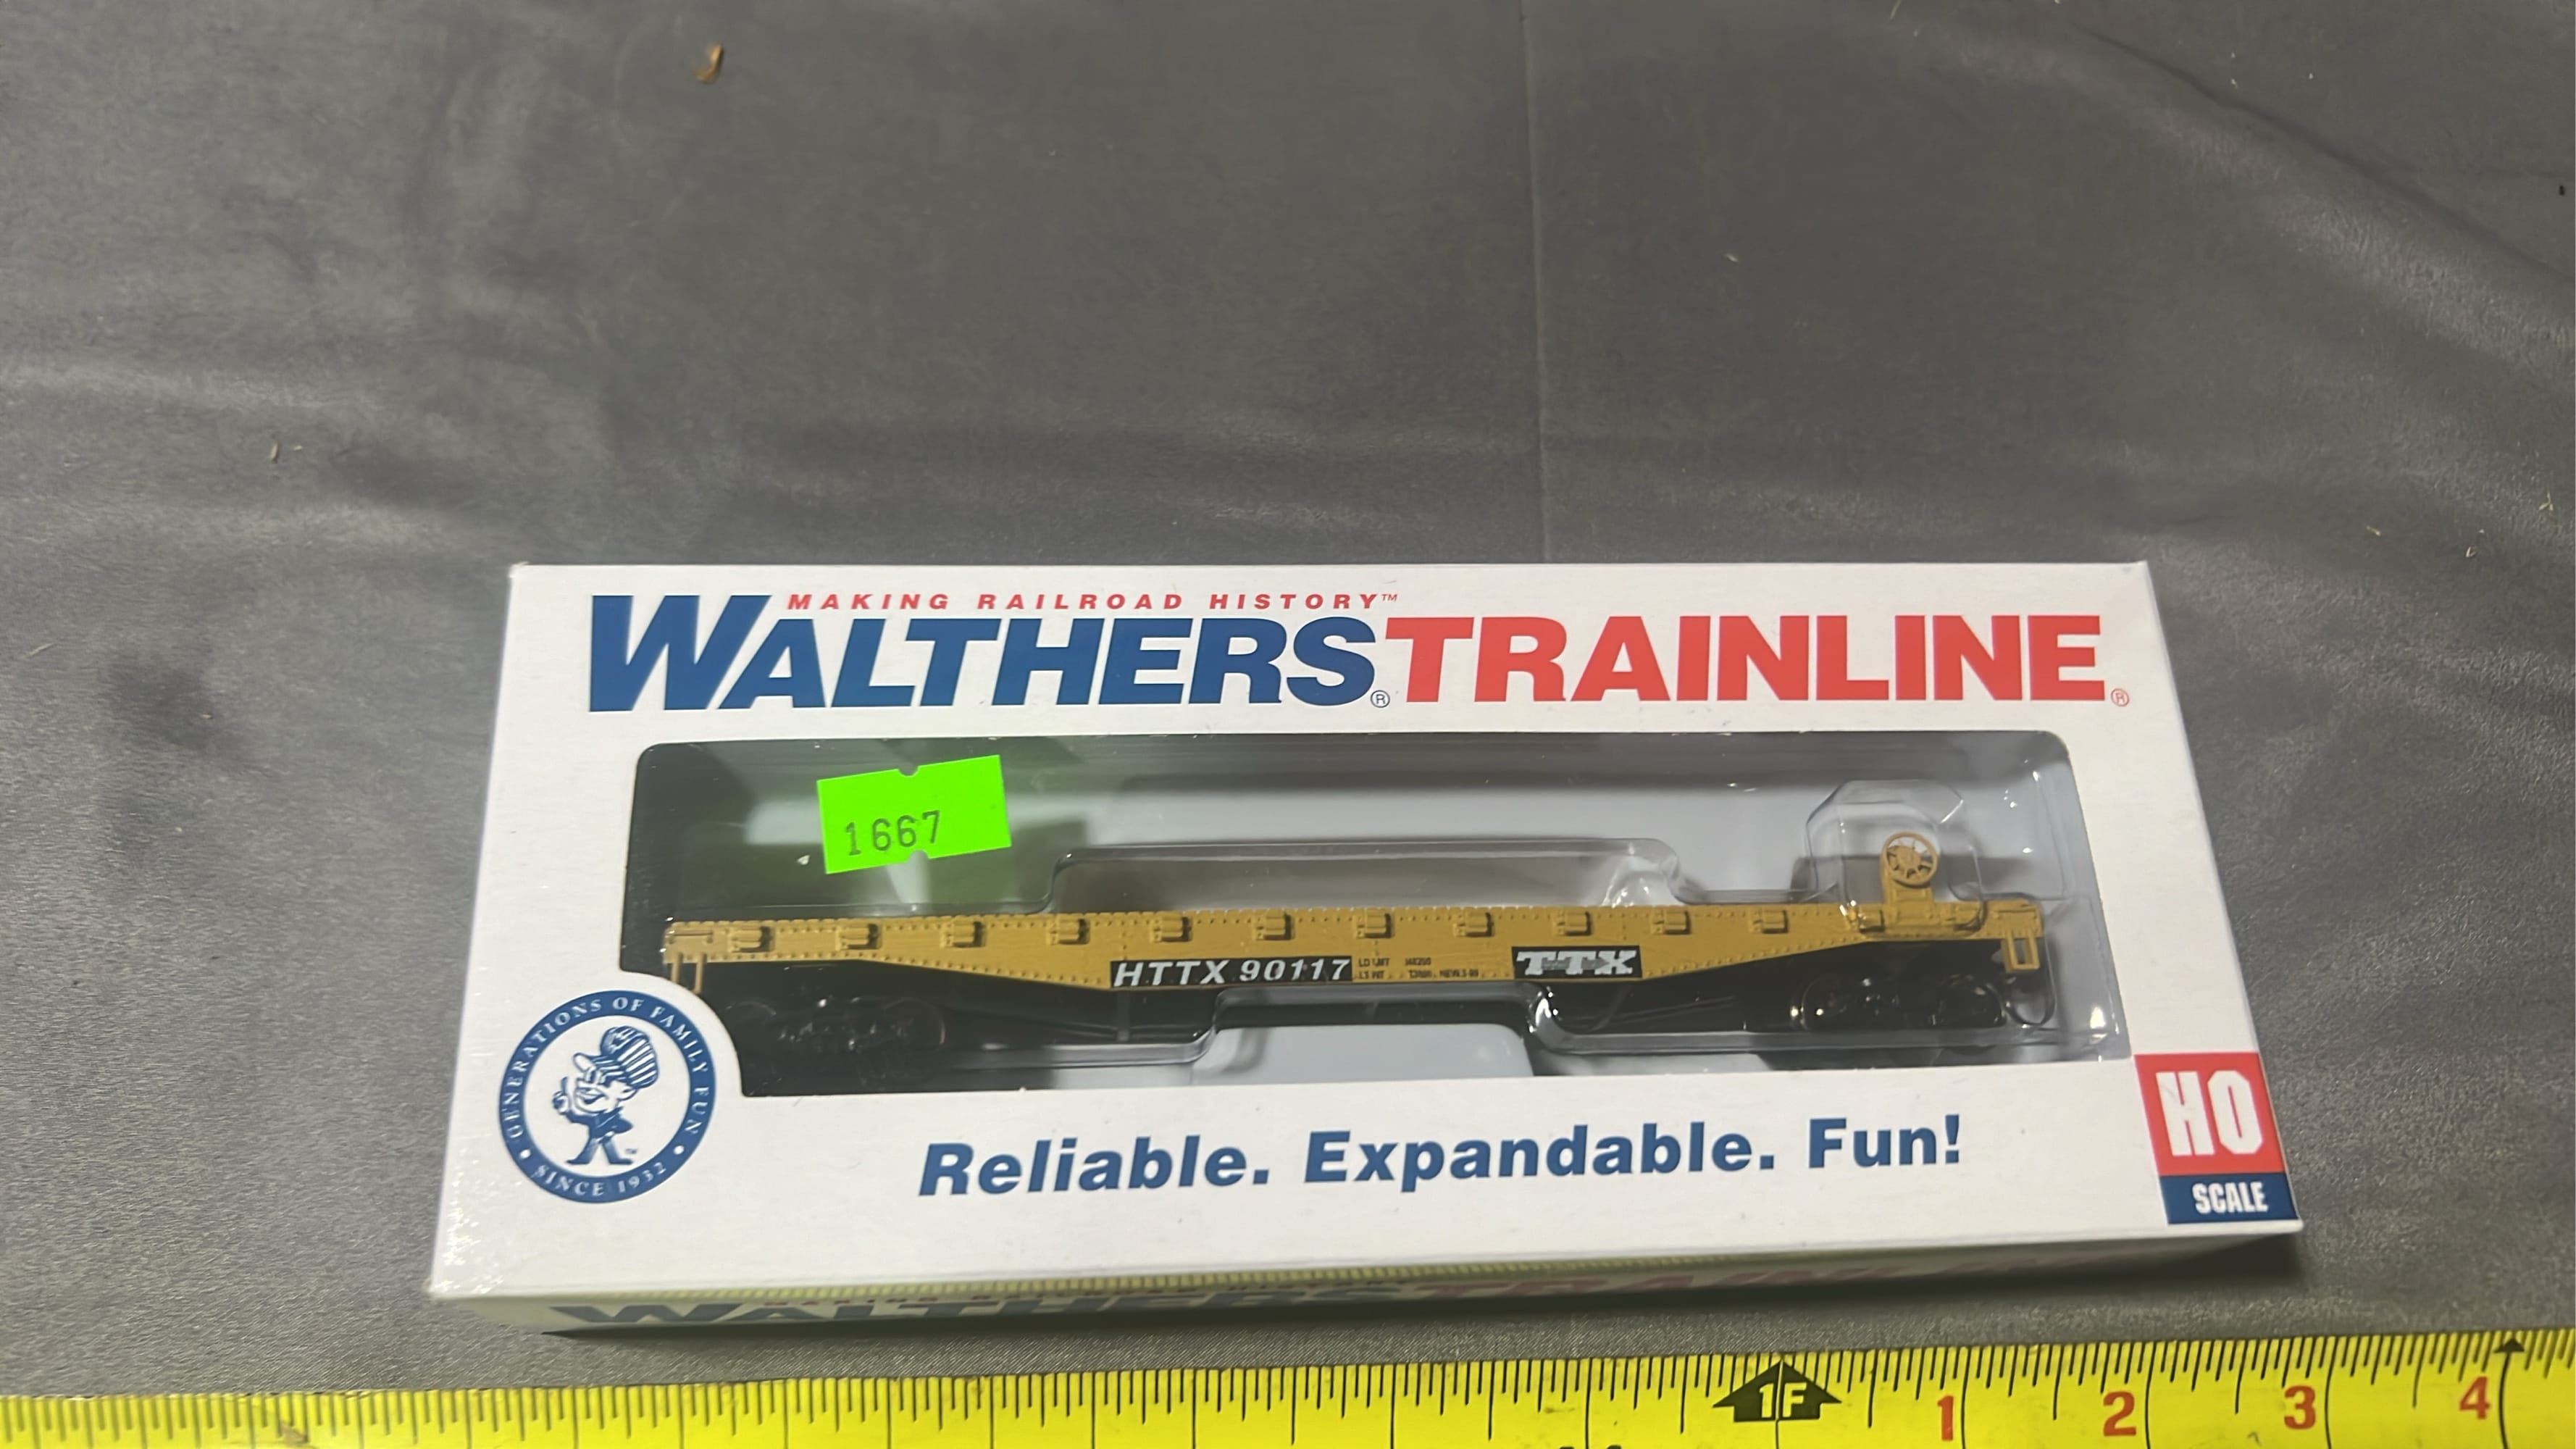 MAKING RAILROAD HISTORY™
WALTHERS®TRAINLINE®
1667
HTTX 90117
TTX
GENERATIONS OF FAMILY FUN • SINCE 1932 •
Reliable. Expandable. Fun!
HO
SCALE
WALTHERSTRAINLINE
1F 1 2 3 4